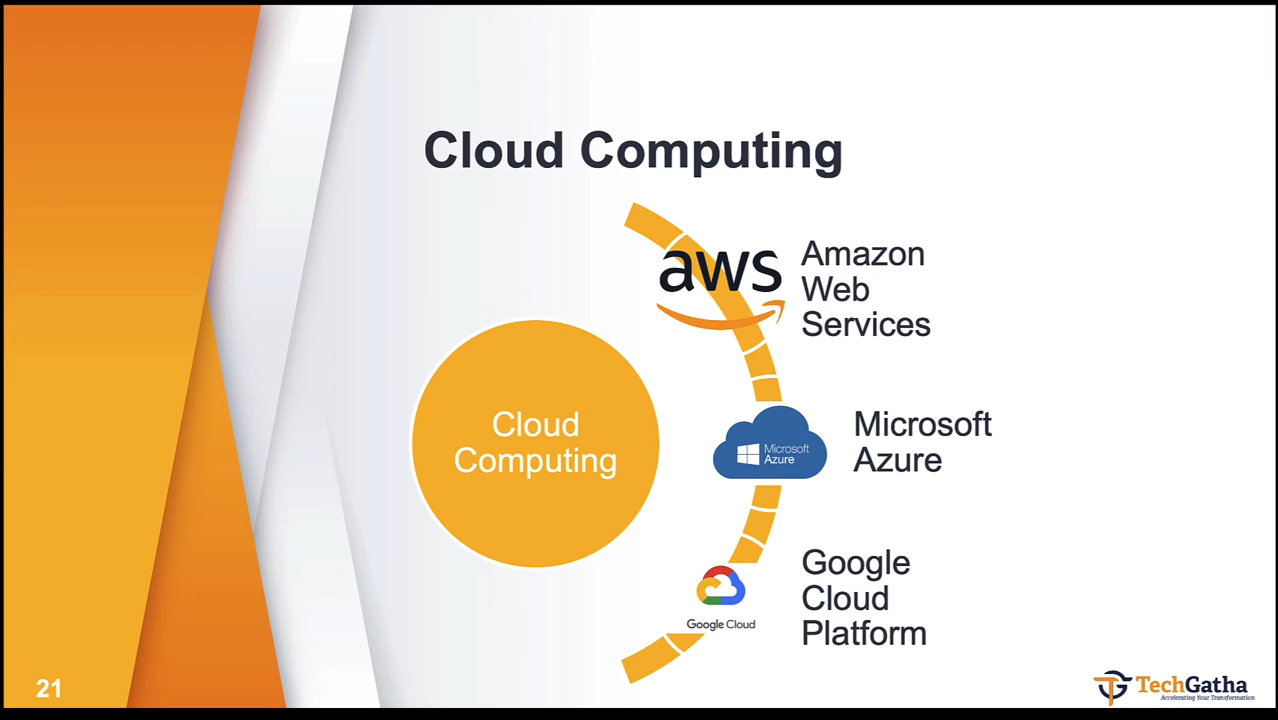 Cloud Computing
aws
Amazon
Web
Services
Cloud
Computing
Microsoft
Azure
Microsoft
Azure
Google Cloud
Google
Cloud
Platform
21
TechGatha
Accelerating Your Transformation